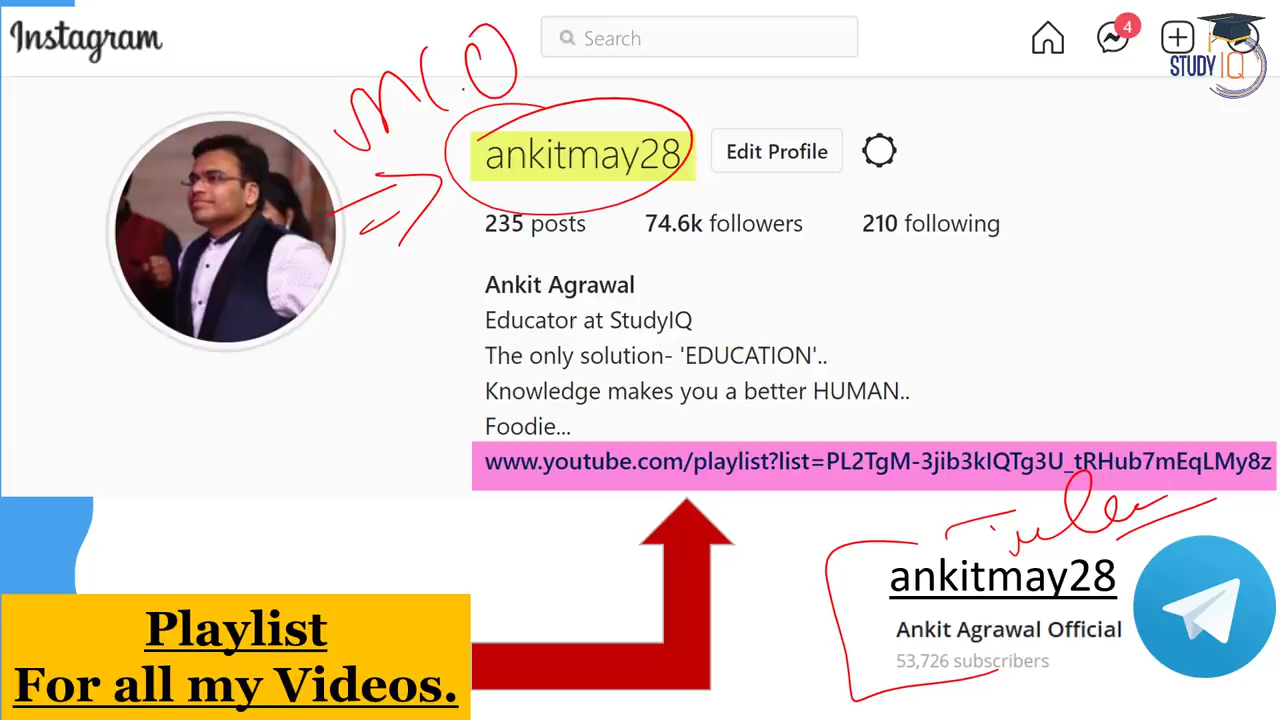 Instagram
Search
4
STUDY IQ
ankitmay28
Edit Profile
235 posts 74.6k followers 210 following
Ankit Agrawal
Educator at StudyIQ
The only solution- 'EDUCATION'..
Knowledge makes you a better HUMAN..
Foodie...
www.youtube.com/playlist?list=PL2TgM-3jib3kIQTg3U_tRHub7mEqLMy8z
ankitmay28
Ankit Agrawal Official
53,726 subscribers
Playlist
For all my Videos.